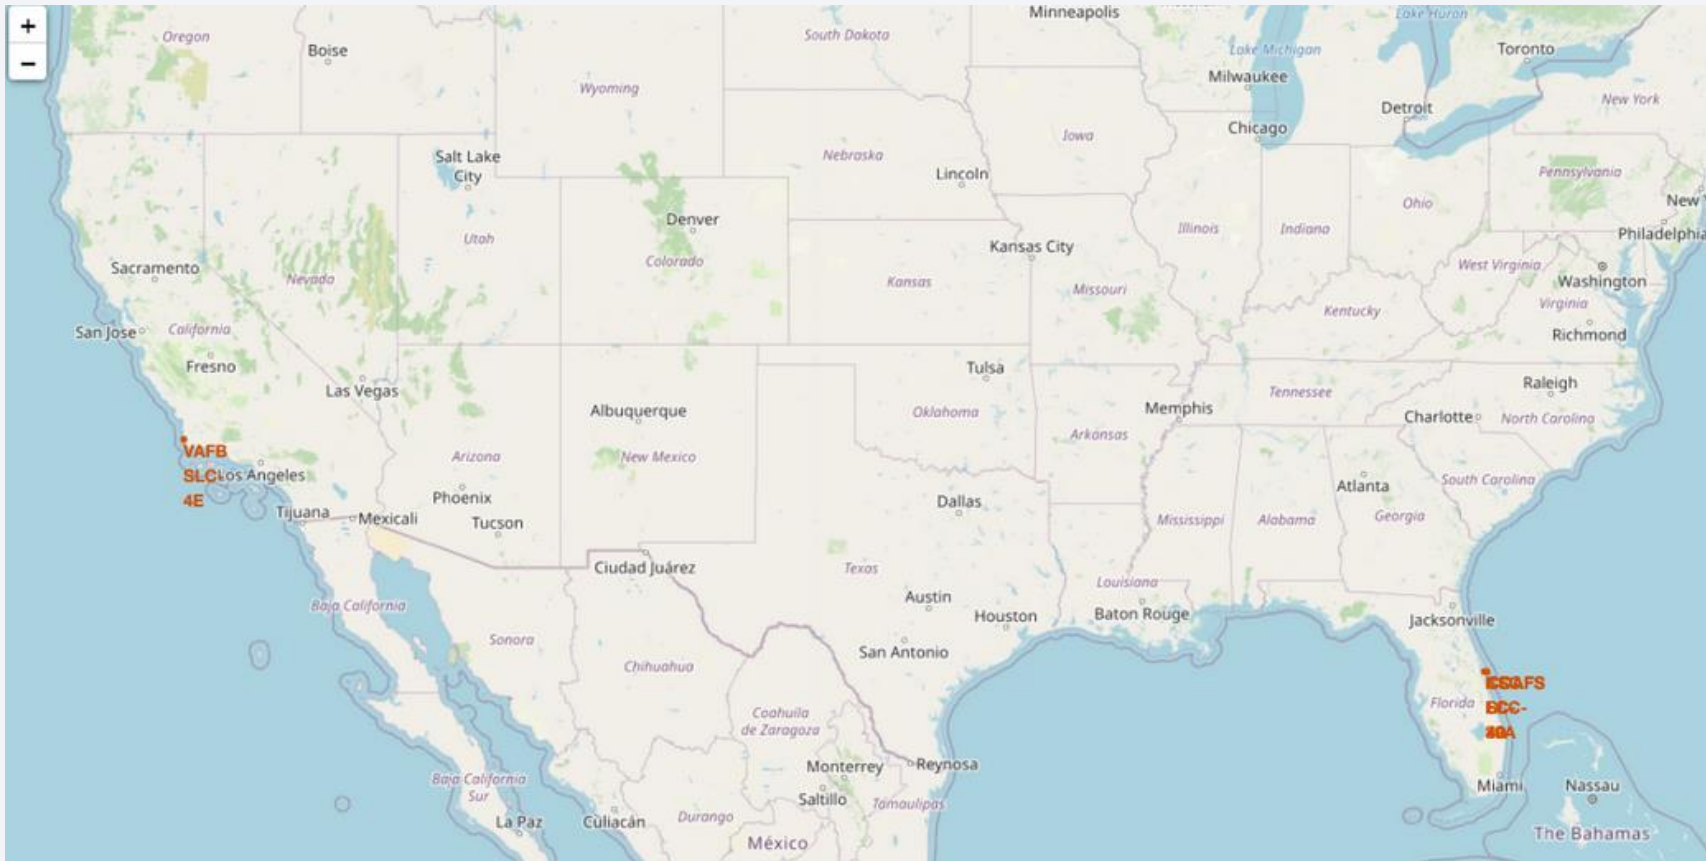 +
−
Oregon
Boise
South Dakota
Minneapolis
Lake Michigan
Lake Huron
Toronto
Wyoming
Milwaukee
Detroit
New York
Chicago
Iowa
Nebraska
Salt Lake
City
Lincoln
Pennsylvania
Ohio
New
Denver
Utah
Colorado
Kansas City
Illinois
Indiana
Philadelphia
Sacramento
Nevada
Kansas
Missouri
West Virginia
Washington
Virginia
San Jose
California
Kentucky
Richmond
Fresno
Las Vegas
Tulsa
Tennessee
Raleigh
Albuquerque
Oklahoma
Memphis
Charlotte
North Carolina
Arkansas
VAFB
SLC-
4E
Los Angeles
Arizona
New Mexico
Phoenix
Dallas
Atlanta
South Carolina
Tijuana
Mexicali
Tucson
Mississippi
Alabama
Georgia
Ciudad Juárez
Texas
Louisiana
Baja California
Austin
Houston
Baton Rouge
Jacksonville
Sonora
San Antonio
Chihuahua
Florida
Coahuila
de Zaragoza
Monterrey
Reynosa
Baja California
Sur
Saltillo
Tamaulipas
Miami
Nassau
La Paz
Culiacán
Durango
México
The Bahamas